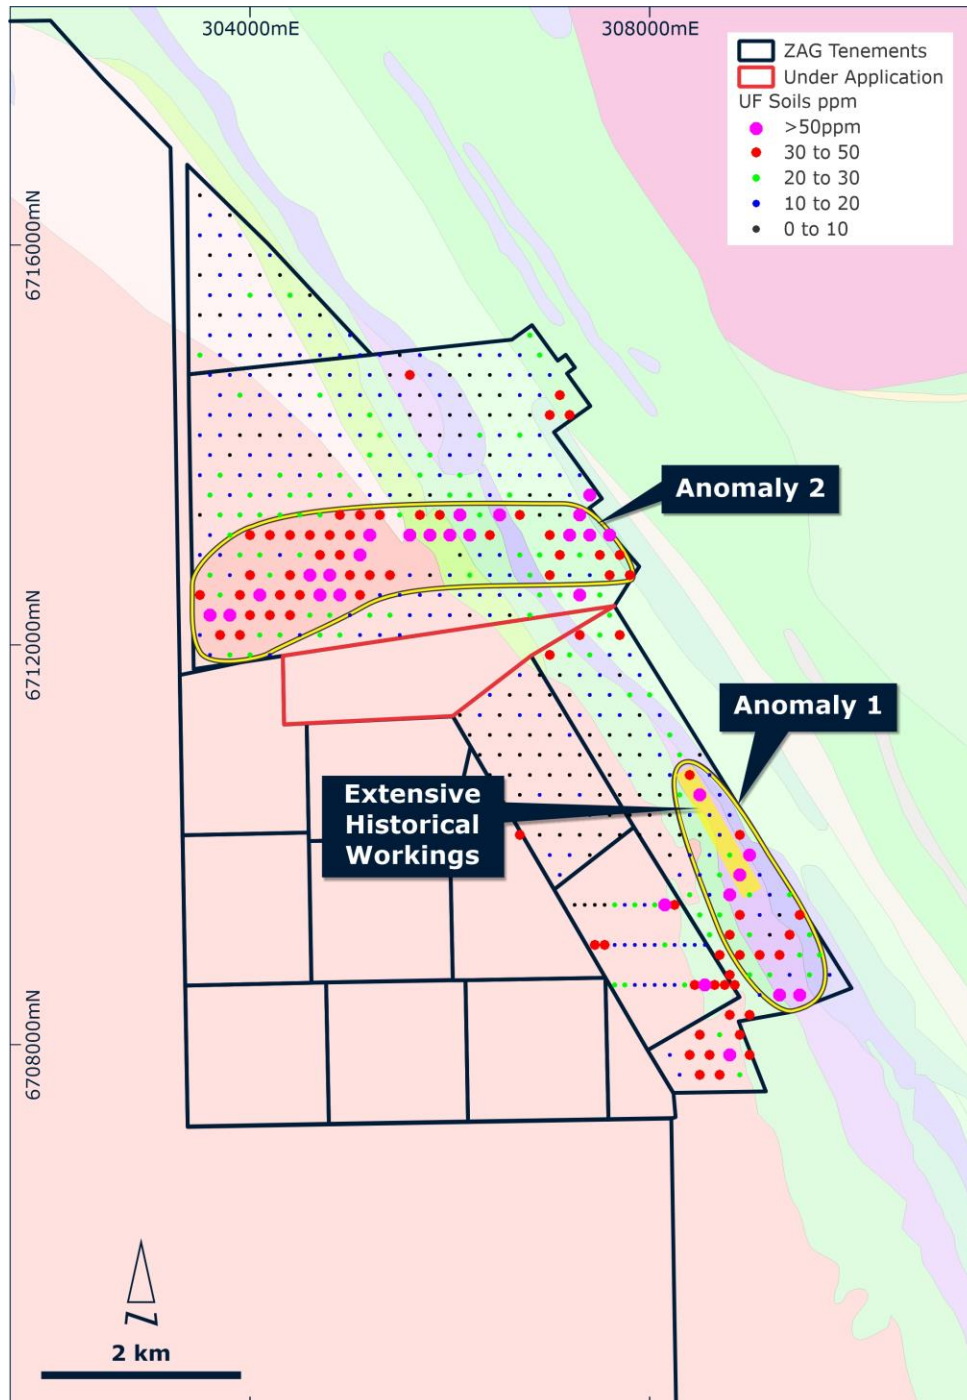 304000mE
308000mE
ZAG Tenements
Under Application
UF Soils ppm
>50ppm
30 to 50
20 to 30
10 to 20
0 to 10
6716000mN
Anomaly 2
6712000mN
Anomaly 1
Extensive
Historical
Workings
6708000mN
N
2 km